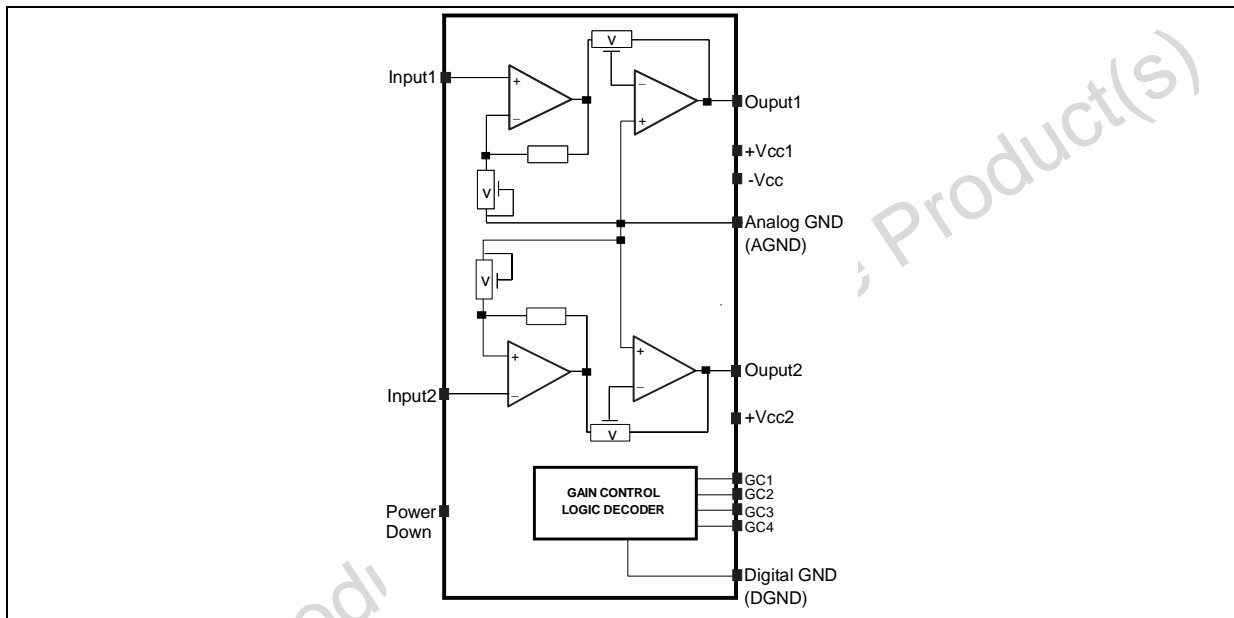 Product(s)
Input1
V
+
−
−
+
Ouput1
+Vcc1
-Vcc
V
Analog GND
(AGND)
V
+
−
+
−
Input2
Ouput2
+Vcc2
V
GAIN CONTROL
LOGIC DECODER
GC1
GC2
GC3
GC4
Power
Down
Digital GND
(DGND)